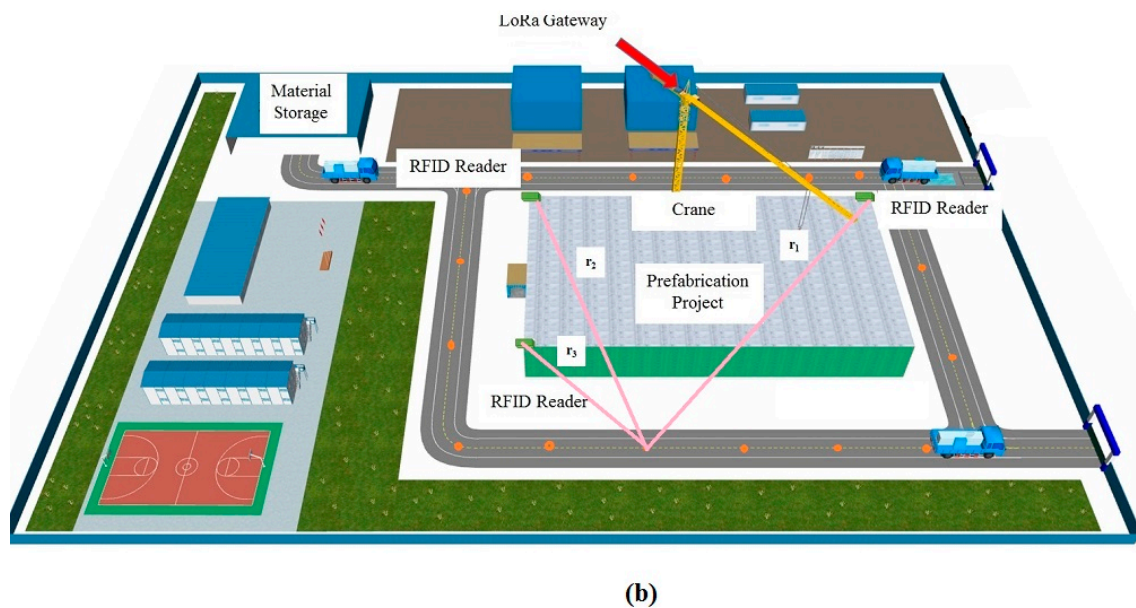 LoRa Gateway
Material
Storage
RFID Reader
Crane
RFID Reader
r1
r2
Prefabrication
Project
r3
RFID Reader
(b)